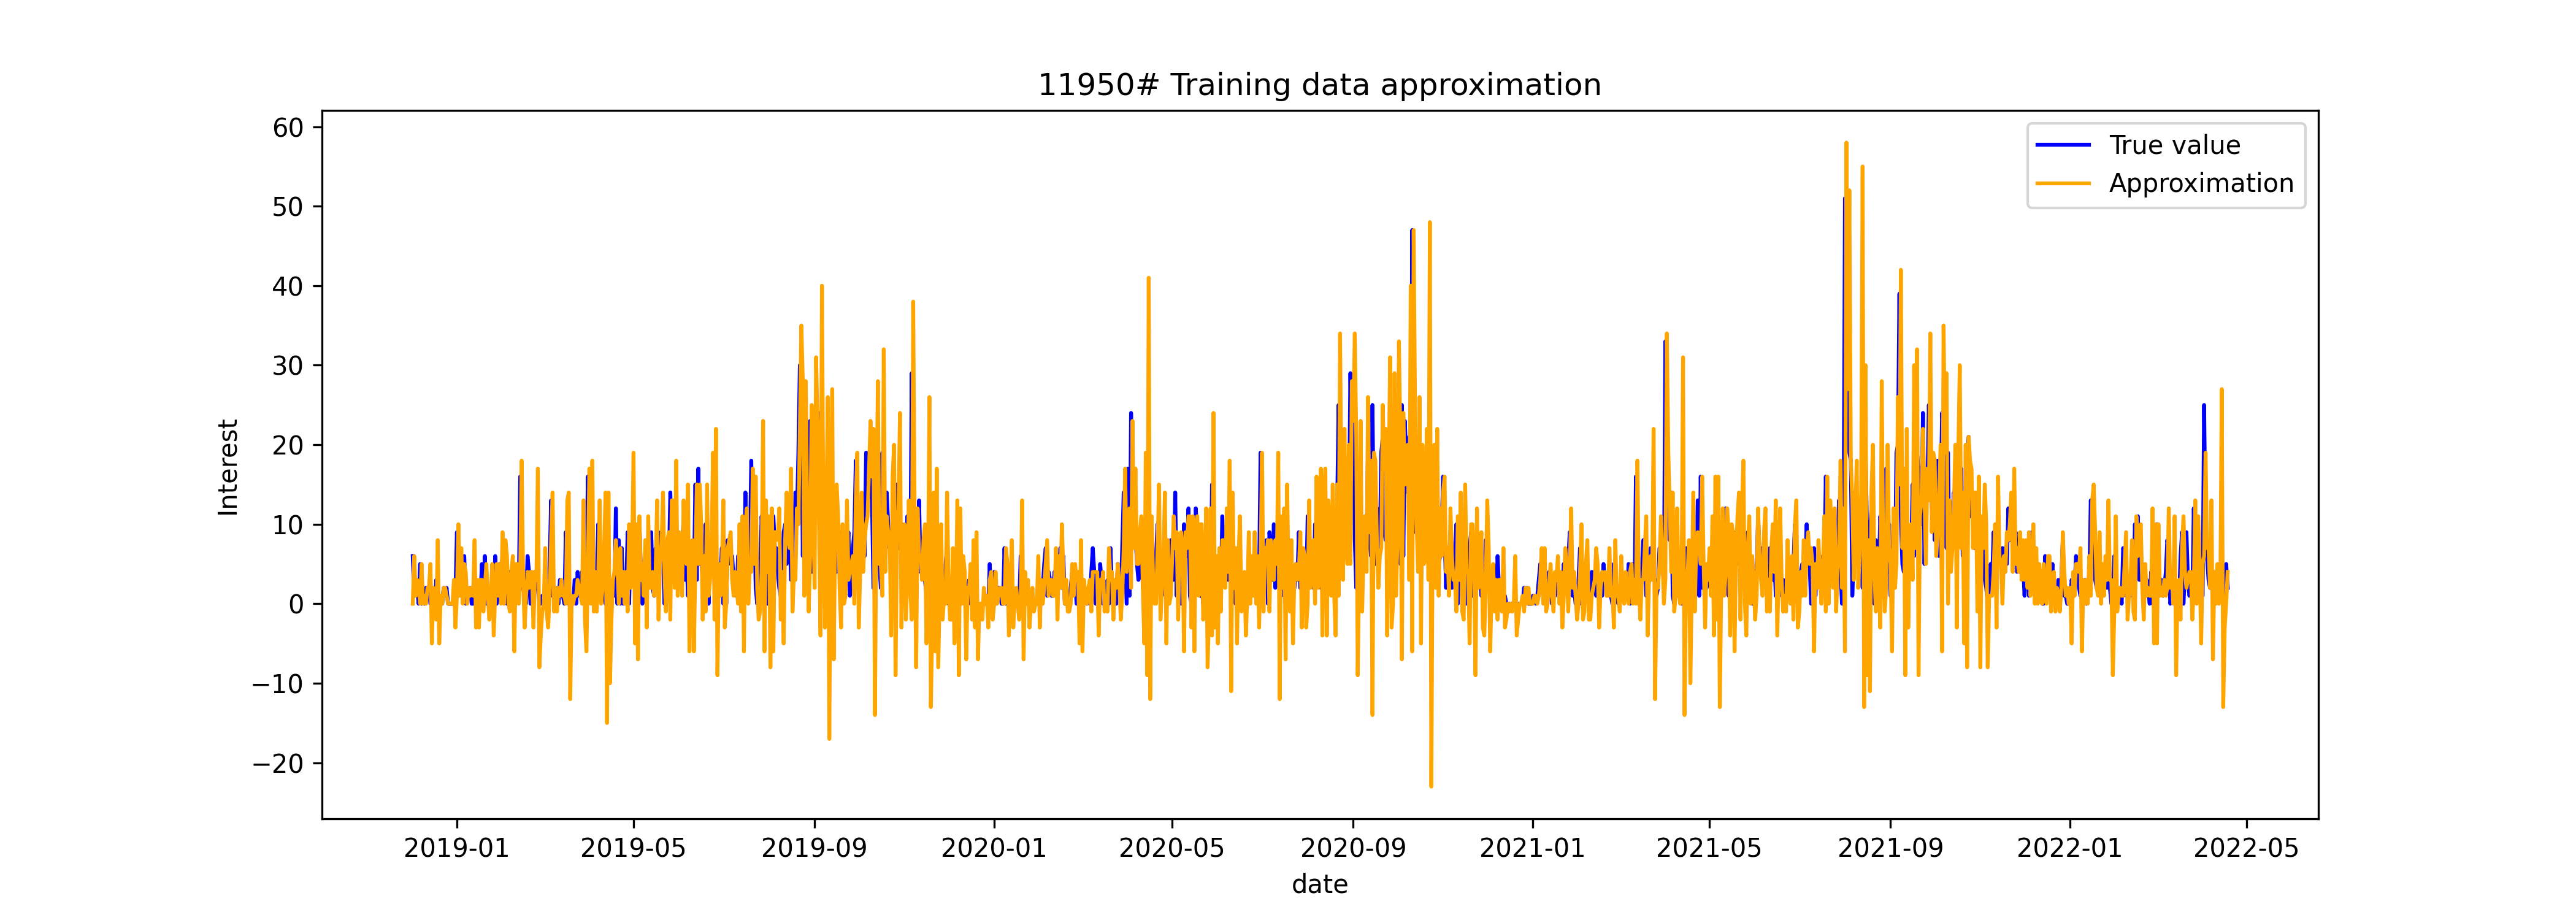 11950# Training data approximation
True value
Approximation
Interest
60
50
40
30
20
10
0
−10
−20
2019-01 2019-05 2019-09 2020-01 2020-05 2020-09 2021-01 2021-05 2021-09 2022-01 2022-05
date